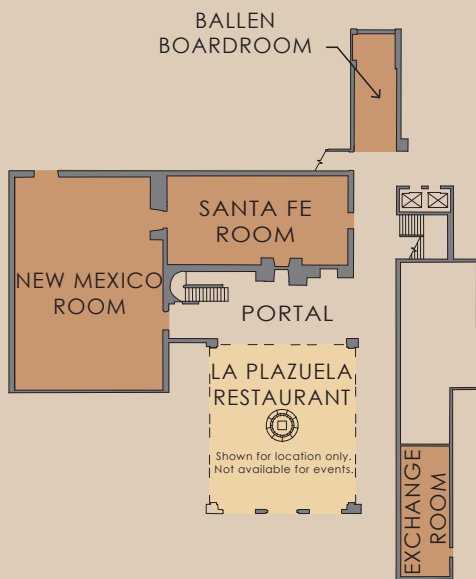 BALLEN
BOARDROOM
SANTA FE
ROOM
NEW MEXICO
ROOM
PORTAL
LA PLAZUELA
RESTAURANT
Shown for location only.
Not available for events.
EXCHANGE
ROOM